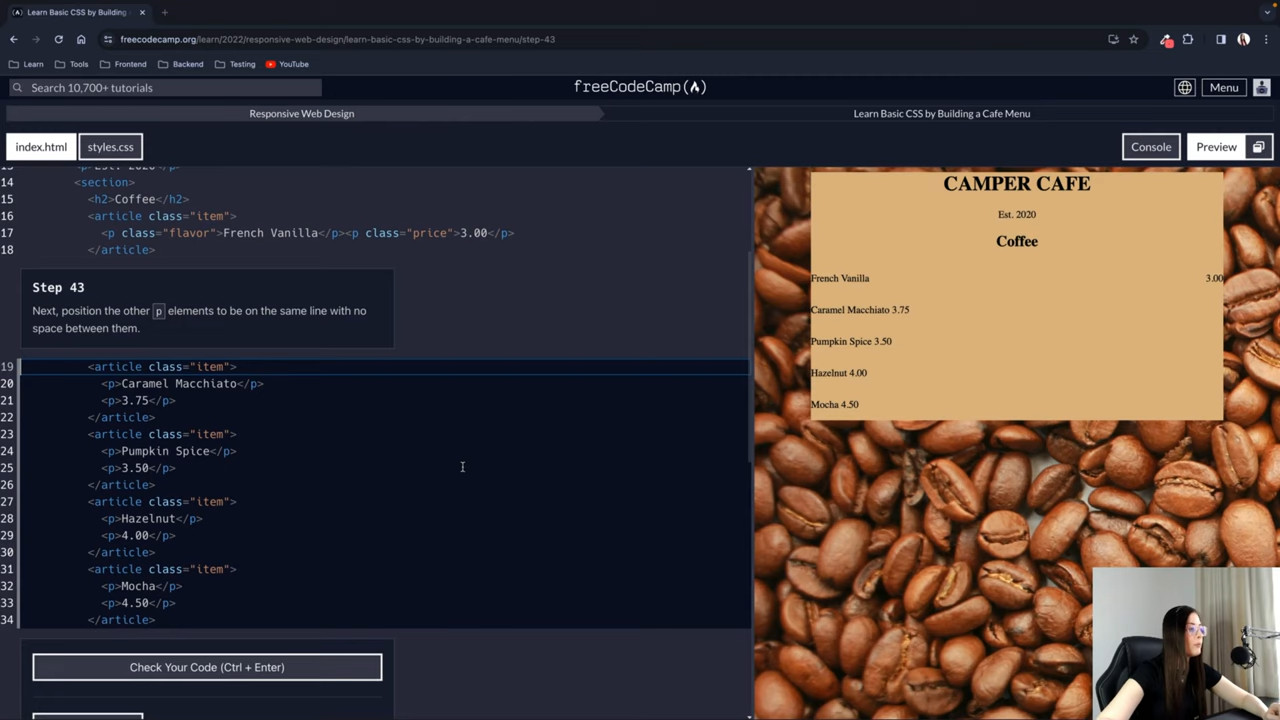 Learn Basic CSS by Building
freecodecamp.org/learn/2022/responsive-web-design/learn-basic-css-by-building-a-cafe-menu/step-43
Learn Tools Frontend Backend Testing YouTube
Search 10,700+ tutorials
freeCodeCamp(🔥)
Menu
Responsive Web Design
Learn Basic CSS by Building a Cafe Menu
index.html styles.css
Console Preview
14 <section>
15 <h2>Coffee</h2>
16 <article class="item">
17 <p class="flavor">French Vanilla</p><p class="price">3.00</p>
18 </article>
Step 43
Next, position the other p elements to be on the same line with no
space between them.
19 <article class="item">
20 <p>Caramel Macchiato</p>
21 <p>3.75</p>
22 </article>
23 <article class="item">
24 <p>Pumpkin Spice</p>
25 <p>3.50</p>
26 </article>
27 <article class="item">
28 <p>Hazelnut</p>
29 <p>4.00</p>
30 </article>
31 <article class="item">
32 <p>Mocha</p>
33 <p>4.50</p>
34 </article>
Check Your Code (Ctrl + Enter)
CAMPER CAFE
Est. 2020
Coffee
French Vanilla 3.00
Caramel Macchiato 3.75
Pumpkin Spice 3.50
Hazelnut 4.00
Mocha 4.50